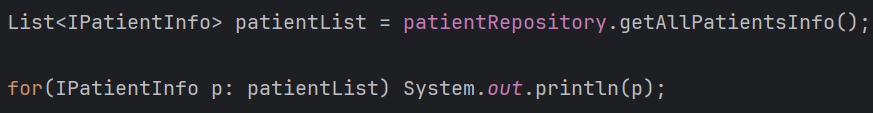 List<IPatientInfo> patientList = patientRepository.getAllPatientsInfo();
for(IPatientInfo p: patientList) System.out.println(p);